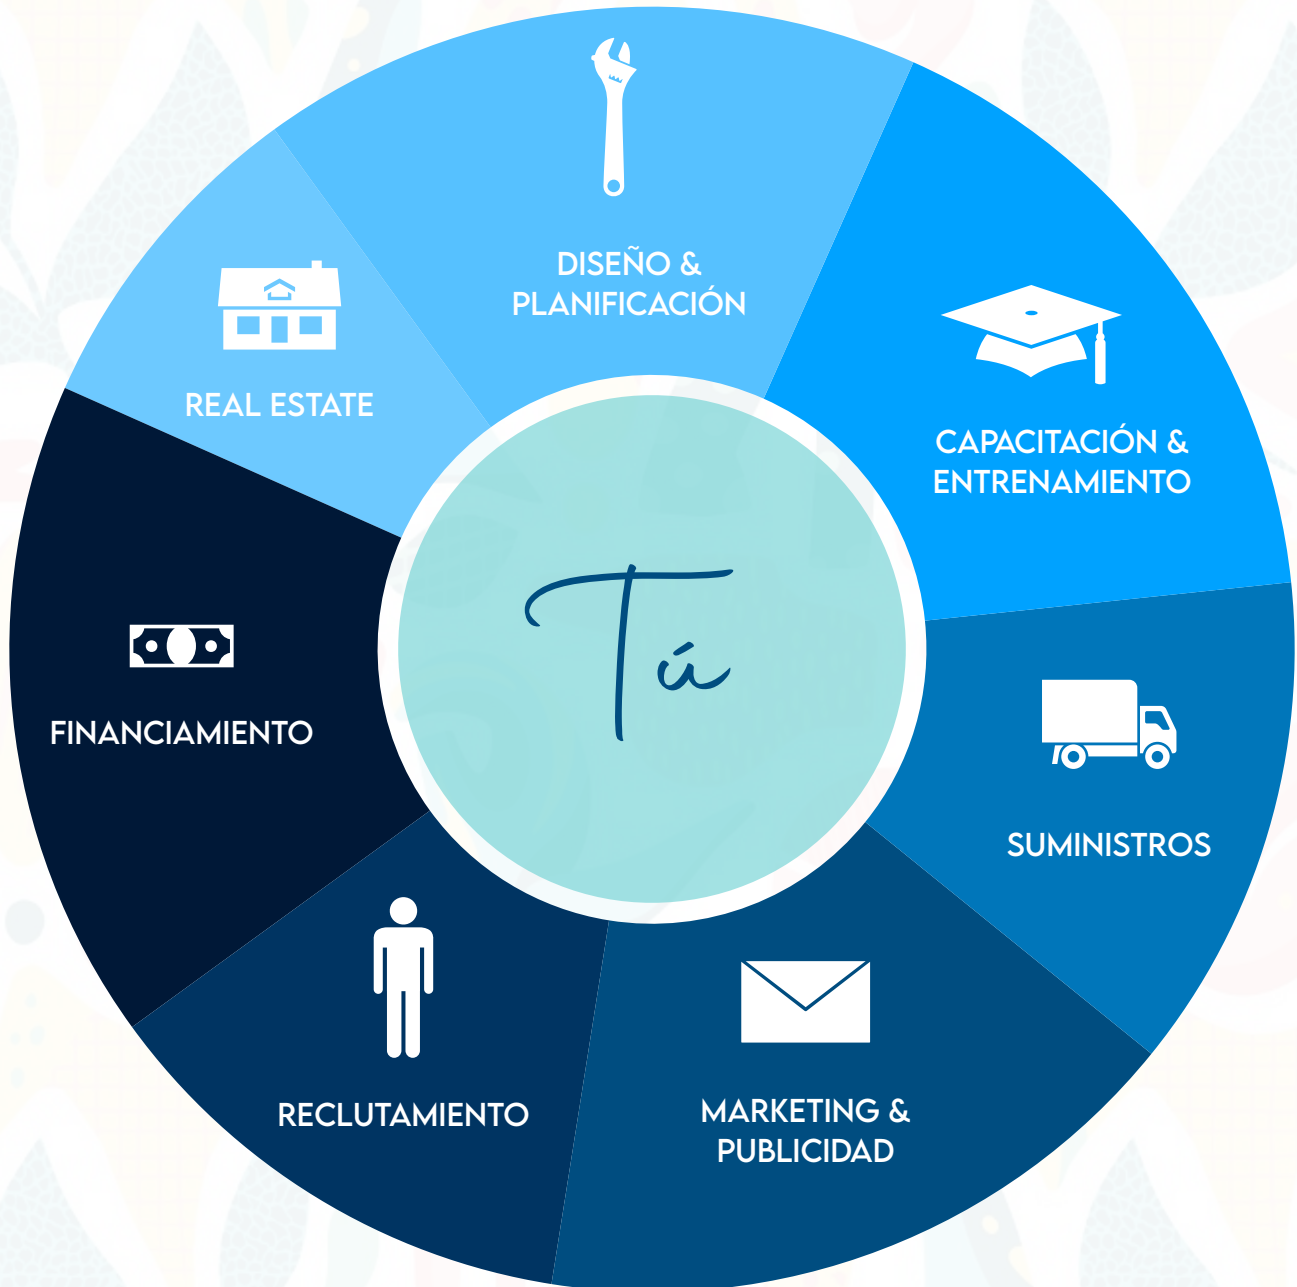 DISEÑO &
PLANIFICACIÓN
CAPACITACIÓN &
ENTRENAMIENTO
SUMINISTROS
MARKETING &
PUBLICIDAD
RECLUTAMIENTO
FINANCIAMIENTO
REAL ESTATE
Tú